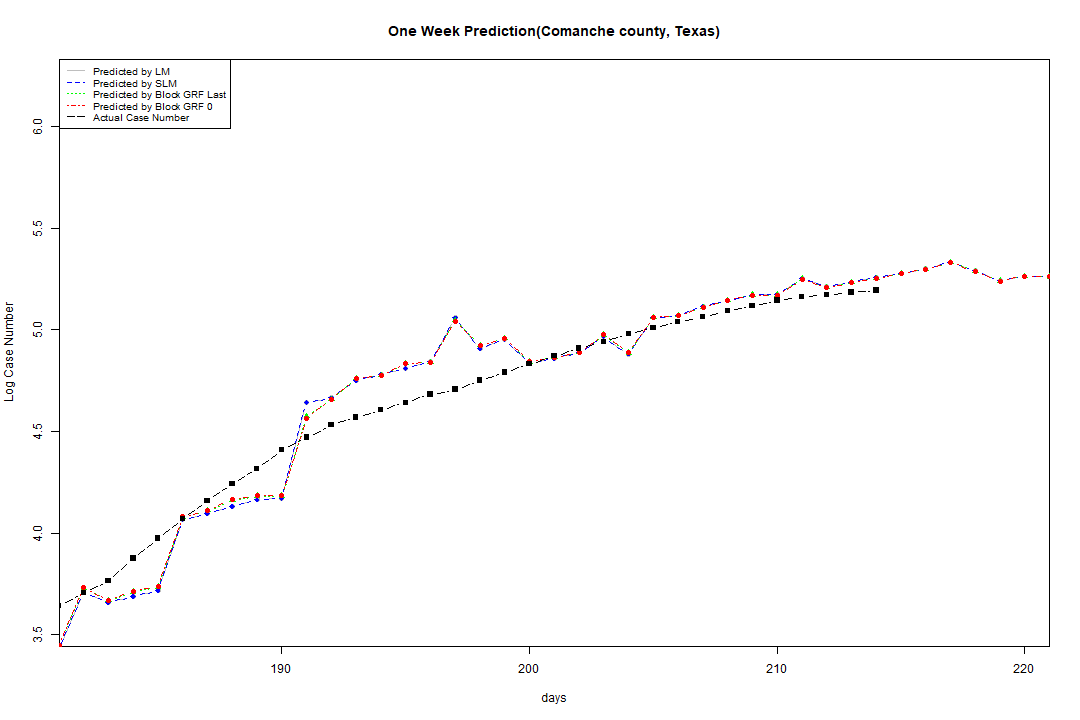 One Week Prediction(Comanche county, Texas)
Predicted by LM
Predicted by SLM
Predicted by Block GRF Last
Predicted by Block GRF 0
Actual Case Number
6.0
5.5
5.0
4.5
4.0
3.5
Log Case Number
190
200
210
220
days